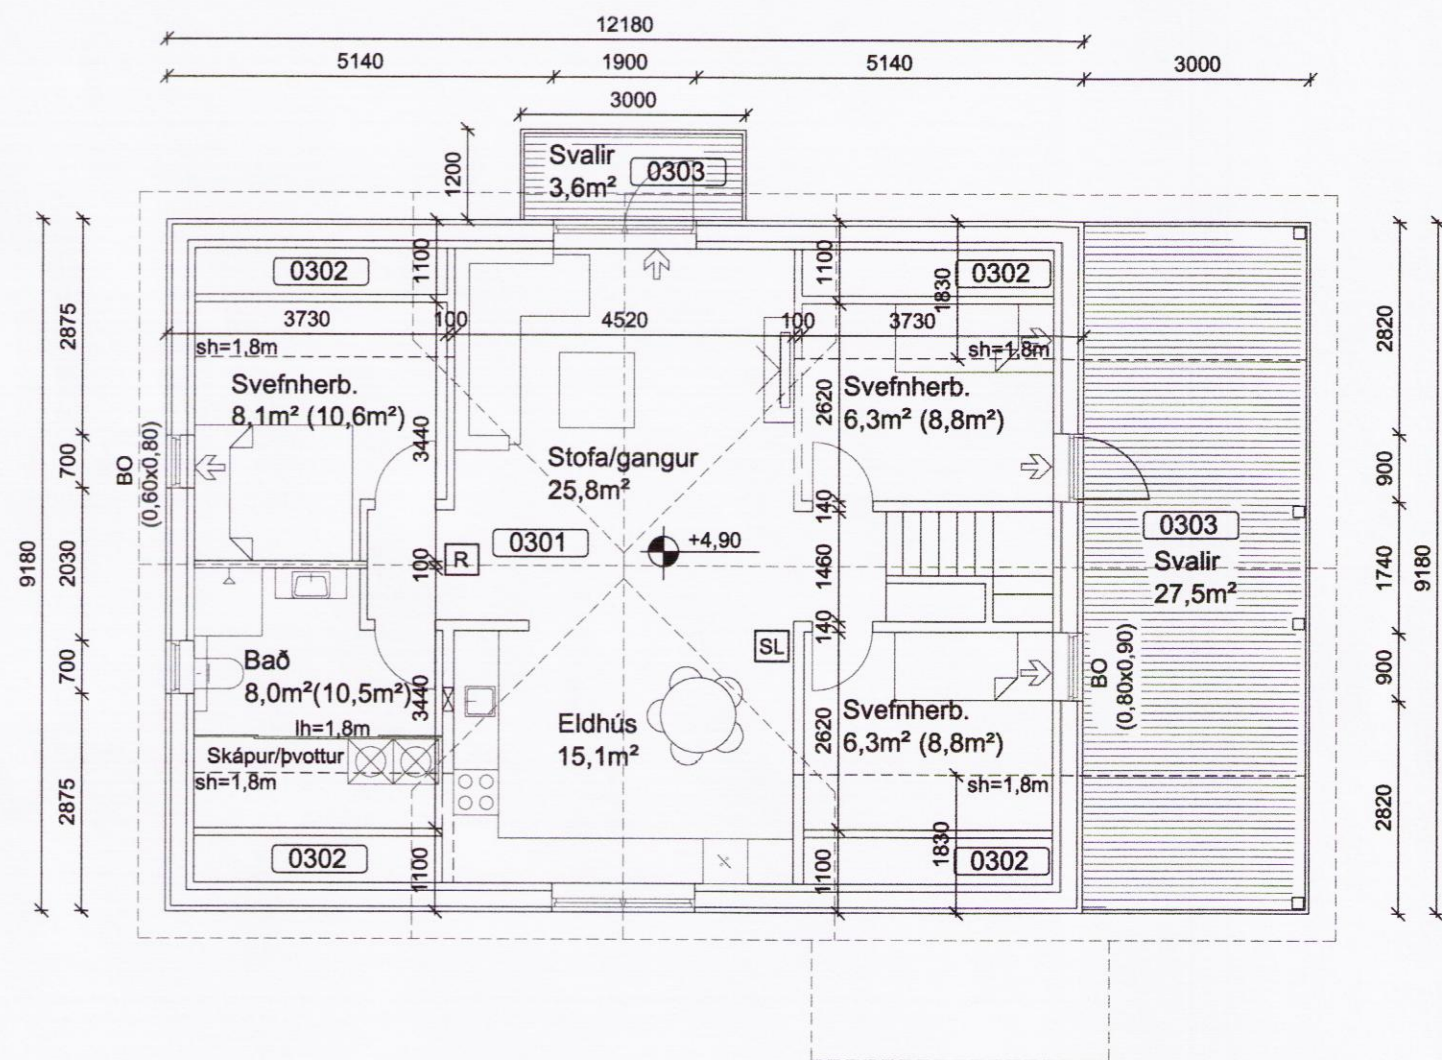 12180
5140 1900 5140 3000
3000
1200
Svalir
3,6m²
0303
1100
1100
1830
0302
0302
3730 100 4520 100 3730
sh=1,8m
sh=1,8m
Svefnherb.
8,1m² (10,6m²)
Svefnherb.
6,3m² (8,8m²)
2620
3440
Stofa/gangur
25,8m²
BO
(0,60x0,80)
9180
2875
700
2030
700
2875
2820
900
1740
900
2820
9180
0301
R
+4,90
100
140
1460
140
0303
Svalir
27,5m²
SL
Bað
8,0m²(10,5m²)
lh=1,8m
Skápur/þvottur
sh=1,8m
3440
Eldhús
15,1m²
2620
Svefnherb.
6,3m² (8,8m²)
sh=1,8m
BO
(0,80x0,90)
0302
1100
1100
1830
0302